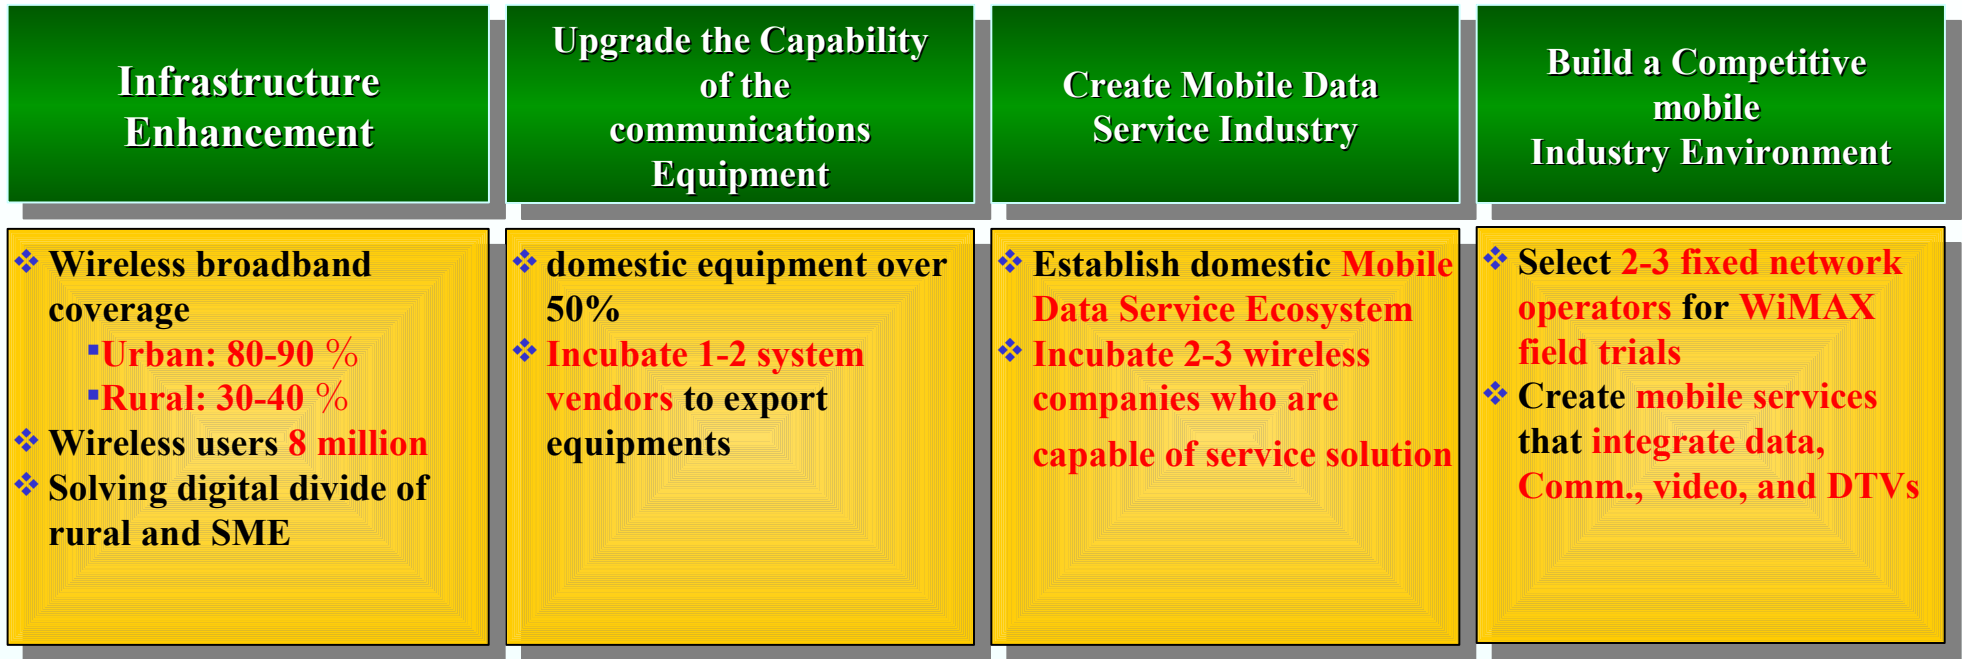 Infrastructure
Enhancement
Upgrade the Capability
of the
communications
Equipment
Create Mobile Data
Service Industry
Build a Competitive
mobile
Industry Environment
❖ Wireless broadband
coverage
▪Urban: 80-90 %
▪Rural: 30-40 %
❖ Wireless users 8 million
❖ Solving digital divide of
rural and SME
❖ domestic equipment over
50%
❖ Incubate 1-2 system
vendors to export
equipments
❖ Establish domestic Mobile
Data Service Ecosystem
❖ Incubate 2-3 wireless
companies who are
capable of service solution
❖ Select 2-3 fixed network
operators for WiMAX
field trials
❖ Create mobile services
that integrate data,
Comm., video, and DTVs